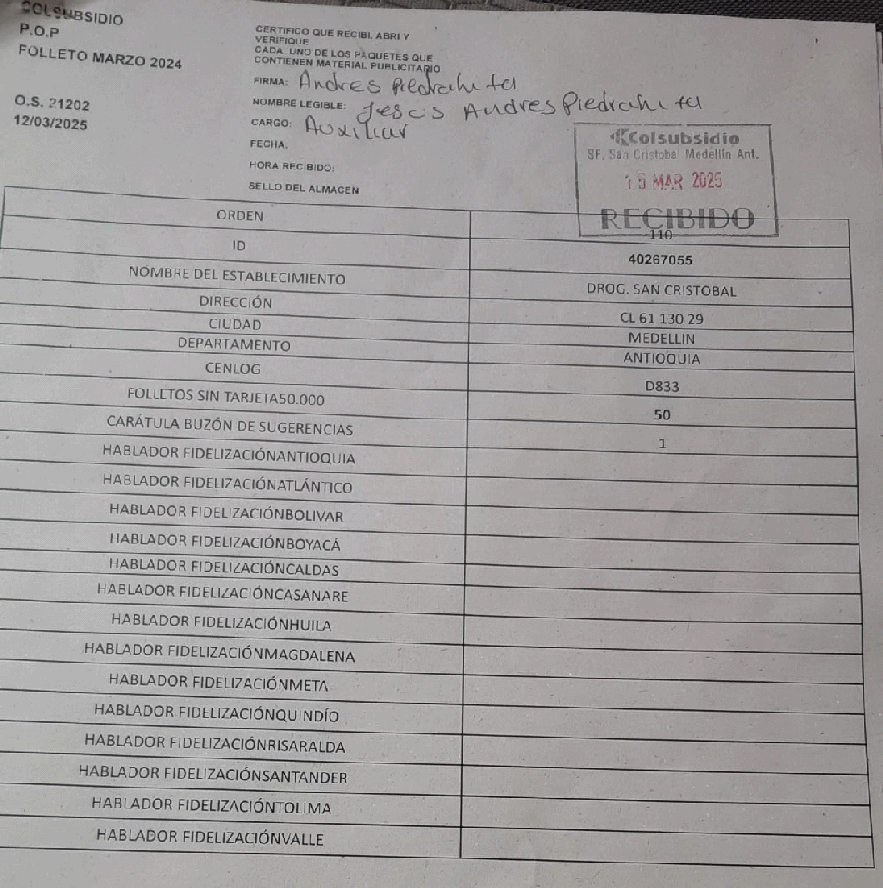 COLSUBSIDIO
P.O.P
FOLLETO MARZO 2024
O.S. 21202
12/03/2025
CERTIFICO QUE RECIBI, ABRI Y
VERIFIQUE
CADA UNO DE LOS PAQUETES QUE
CONTIENEN MATERIAL PUBLICITARIO
FIRMA: Andres Piedrahita
NOMBRE LEGIBLE: Jesus Andres Piedrahita
CARGO: Auxiliar
FECHA:
HORA RECIBIDO:
SELLO DEL ALMACEN
Colsubsidio
SF. San Cristobal Medellin Ant.
15 MAR 2025
RECIBIDO
ORDEN 110
ID 40267055
NOMBRE DEL ESTABLECIMIENTO DROG. SAN CRISTOBAL
DIRECCIÓN CL 61 130 29
CIUDAD MEDELLIN
DEPARTAMENTO ANTIOQUIA
CENLOG D833
FOLLETOS SIN TARJETA50.000 50
CARÁTULA BUZÓN DE SUGERENCIAS 1
HABLADOR FIDELIZACIÓNANTIOQUIA
HABLADOR FIDELIZACIÓNATLÁNTICO
HABLADOR FIDELIZACIÓNBOLIVAR
HABLADOR FIDELIZACIÓNBOYACÁ
HABLADOR FIDELIZACIÓNCALDAS
HABLADOR FIDELIZACIÓNCASANARE
HABLADOR FIDELIZACIÓNHUILA
HABLADOR FIDELIZACIÓNMAGDALENA
HABLADOR FIDELIZACIÓNMETA
HABLADOR FIDELIZACIÓNQUINDÍO
HABLADOR FIDELIZACIÓNRISARALDA
HABLADOR FIDELIZACIÓNSANTANDER
HABLADOR FIDELIZACIÓNTOLIMA
HABLADOR FIDELIZACIÓNVALLE